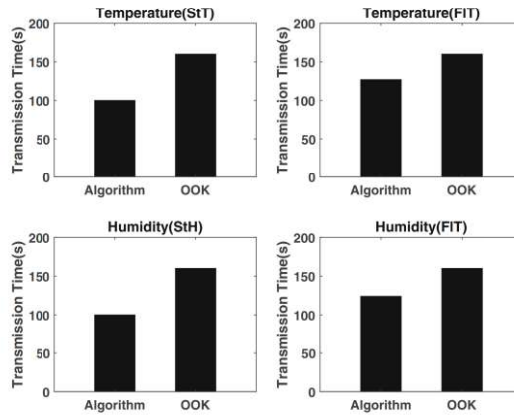 Temperature(StT)
Transmission Time(s)
200
150
100
50
0
Algorithm OOK
Temperature(FlT)
Transmission Time(s)
200
150
100
50
0
Algorithm OOK
Humidity(StH)
Transmission Time(s)
200
150
100
50
0
Algorithm OOK
Humidity(FlT)
Transmission Time(s)
200
150
100
50
0
Algorithm OOK